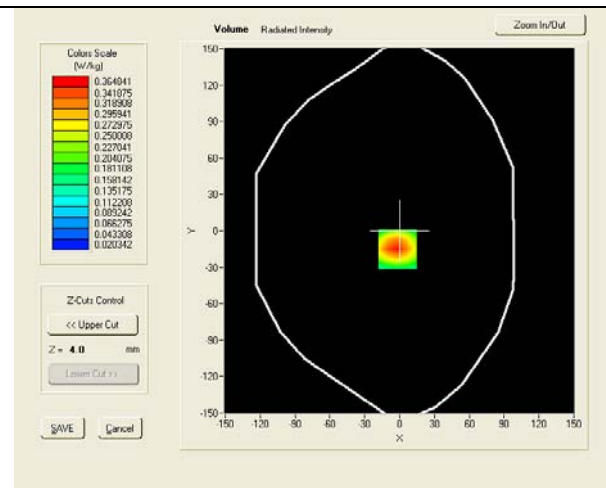 Volume Radiated Intensity
Zoom In/Out
Colors Scale
(W/kg)
0.364841
0.341875
0.318908
0.295941
0.272975
0.250008
0.227041
0.204075
0.181108
0.158142
0.135175
0.112208
0.089242
0.066275
0.043308
0.020342
Z-Cuts Control
<< Upper Cut
Z = 4.0 mm
Lower Cut >>
SAVE Cancel
150
120
90
60
30
0
-30
-60
-90
-120
-150
Y
-150 -120 -90 -60 -30 0 30 60 90 120 150
X